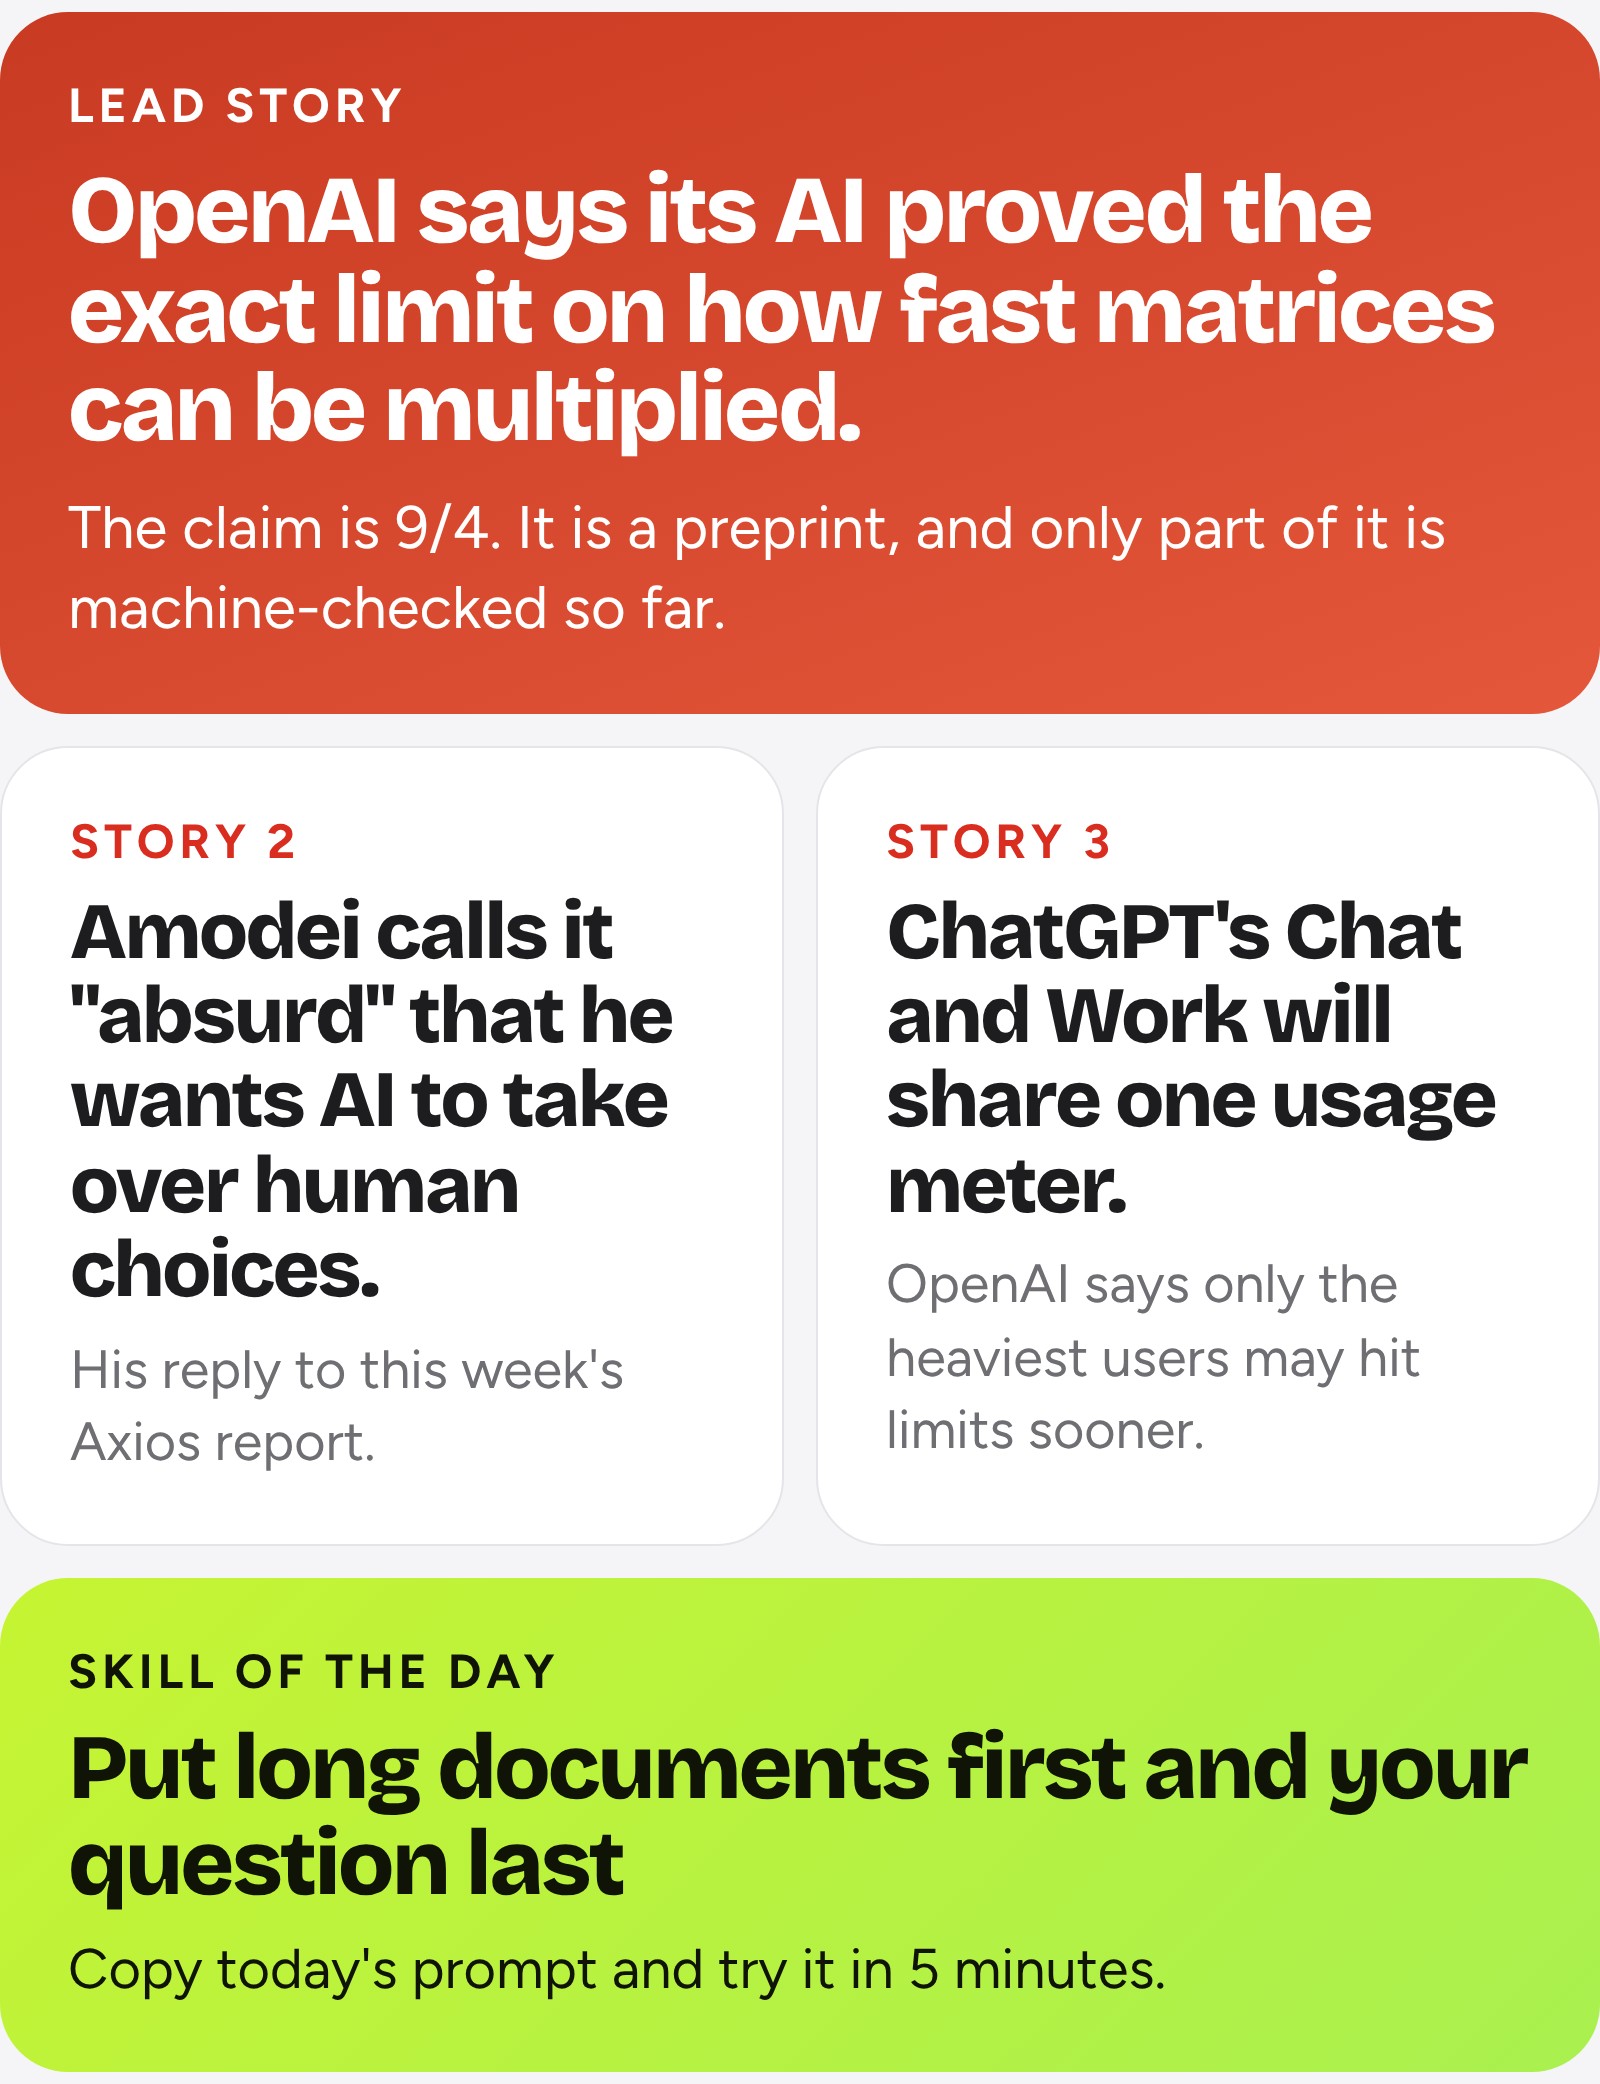 LEAD STORY
OpenAI says its AI proved the
exact limit on how fast matrices
can be multiplied.
The claim is 9/4. It is a preprint, and only part of it is
machine-checked so far.
STORY 2
Amodei calls it
"absurd" that he
wants AI to take
over human
choices.
His reply to this week's
Axios report.
STORY 3
ChatGPT's Chat
and Work will
share one usage
meter.
OpenAI says only the
heaviest users may hit
limits sooner.
SKILL OF THE DAY
Put long documents first and your
question last
Copy today's prompt and try it in 5 minutes.